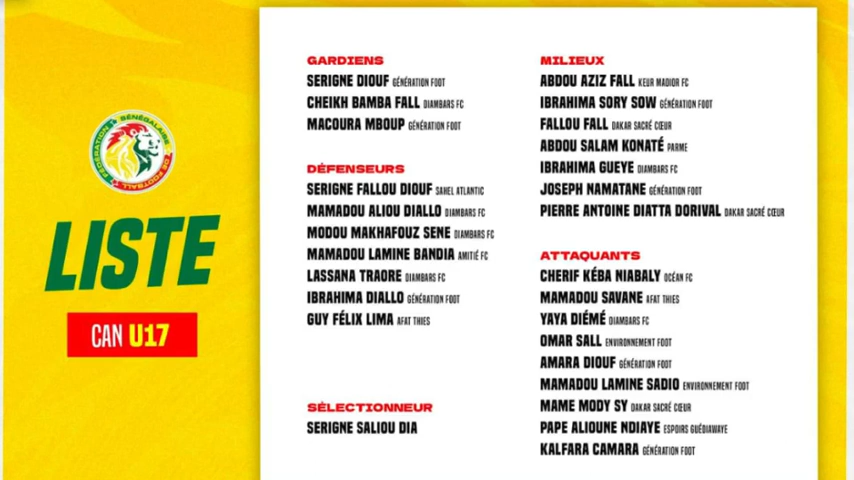 FÉDÉRATION SÉNÉGALAISE DE FOOTBALL
LISTE
CAN U17
GARDIENS
SERIGNE DIOUF GÉNÉRATION FOOT
CHEIKH BAMBA FALL DIAMBARS FC
MACOURA MBOUP GÉNÉRATION FOOT
DÉFENSEURS
SERIGNE FALLOU DIOUF SAHEL ATLANTIC
MAMADOU ALIOU DIALLO DIAMBARS FC
MODOU MAKHAFOUZ SENE DIAMBARS FC
MAMADOU LAMINE BANDIA AMITIÉ FC
LASSANA TRAORE DIAMBARS FC
IBRAHIMA DIALLO GÉNÉRATION FOOT
GUY FÉLIX LIMA AFAT THIES
SÉLECTIONNEUR
SERIGNE SALIOU DIA
MILIEUX
ABDOU AZIZ FALL KEUR MADIOR FC
IBRAHIMA SORY SOW GÉNÉRATION FOOT
FALLOU FALL DAKAR SACRÉ CŒUR
ABDOU SALAM KONATÉ PARME
IBRAHIMA GUEYE DIAMBARS FC
JOSEPH NAMATANE GÉNÉRATION FOOT
PIERRE ANTOINE DIATTA DORIVAL DAKAR SACRÉ CŒUR
ATTAQUANTS
CHERIF KÉBA NIABALY OCÉAN FC
MAMADOU SAVANE AFAT THIES
YAYA DIÉMÉ DIAMBARS FC
OMAR SALL ENVIRONNEMENT FOOT
AMARA DIOUF GÉNÉRATION FOOT
MAMADOU LAMINE SADIO ENVIRONNEMENT FOOT
MAME MODY SY DAKAR SACRÉ CŒUR
PAPE ALIOUNE NDIAYE ESPOIRS GUÉDIAWAYE
KALFARA CAMARA GÉNÉRATION FOOT